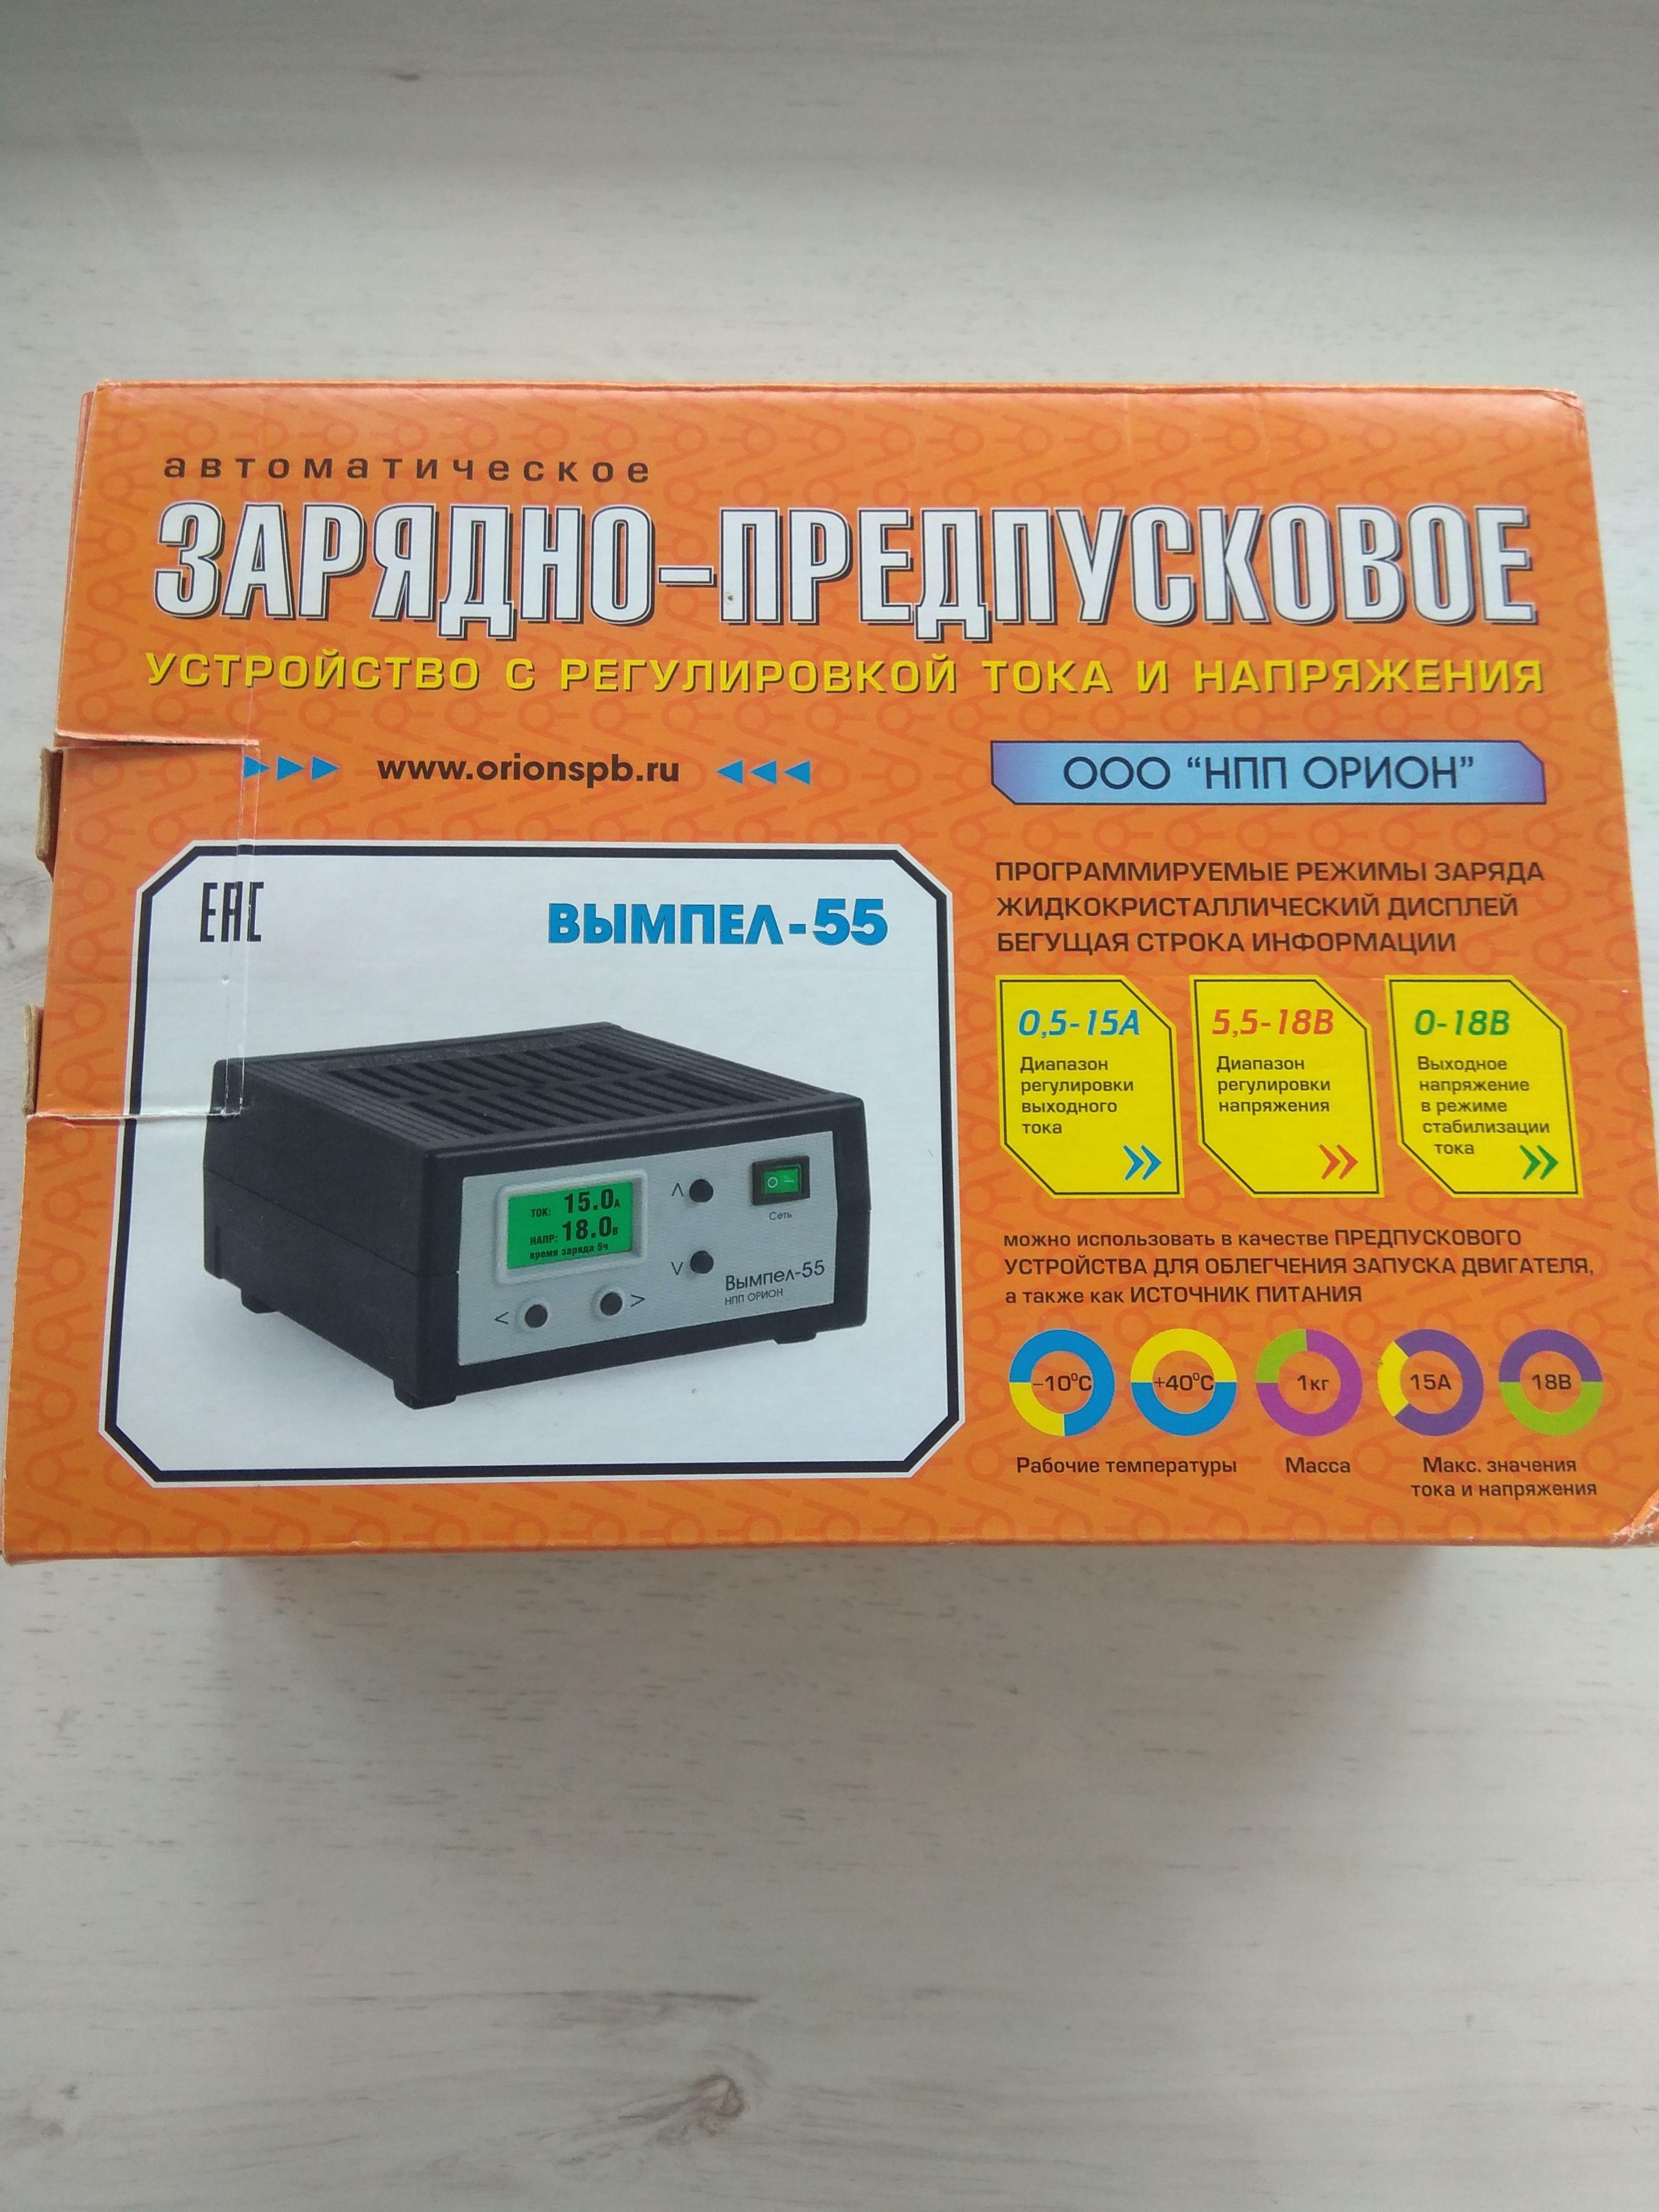 автоматическое
ЗАРЯДНО-ПРЕДПУСКОВОЕ
УСТРОЙСТВО С РЕГУЛИРОВКОЙ ТОКА И НАПРЯЖЕНИЯ
www.orionspb.ru
ООО "НПП ОРИОН"
EAC
ВЫМПЕЛ-55
ТОК: 15.0А
НАПР: 18.0В
время заряда 5ч
Λ
V
<
>
O –
Сеть
Вымпел-55
НПП ОРИОН
ПРОГРАММИРУЕМЫЕ РЕЖИМЫ ЗАРЯДА
ЖИДКОКРИСТАЛЛИЧЕСКИЙ ДИСПЛЕЙ
БЕГУЩАЯ СТРОКА ИНФОРМАЦИИ
0,5-15А
Диапазон
регулировки
выходного
тока
5,5-18В
Диапазон
регулировки
напряжения
0-18В
Выходное
напряжение
в режиме
стабилизации
тока
можно использовать в качестве ПРЕДПУСКОВОГО
УСТРОЙСТВА ДЛЯ ОБЛЕГЧЕНИЯ ЗАПУСКА ДВИГАТЕЛЯ,
а также как ИСТОЧНИК ПИТАНИЯ
-10°С +40°С 1кг 15А 18В
Рабочие температуры Масса Макс. значения
тока и напряжения